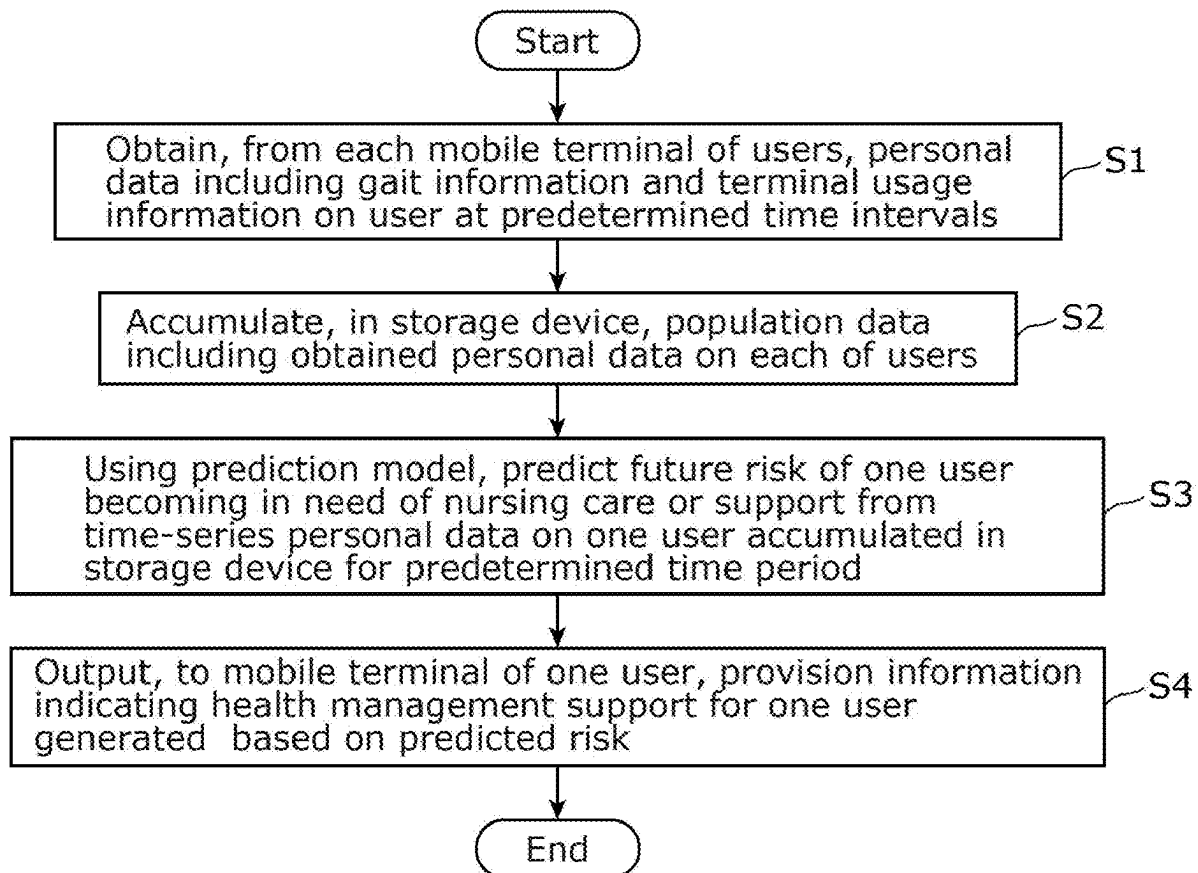 Start
Obtain, from each mobile terminal of users, personal
data including gait information and terminal usage
information on user at predetermined time intervals
S1
Accumulate, in storage device, population data
including obtained personal data on each of users
S2
Using prediction model, predict future risk of one user
becoming in need of nursing care or support from
time-series personal data on one user accumulated in
storage device for predetermined time period
S3
Output, to mobile terminal of one user, provision information
indicating health management support for one user
generated based on predicted risk
S4
End